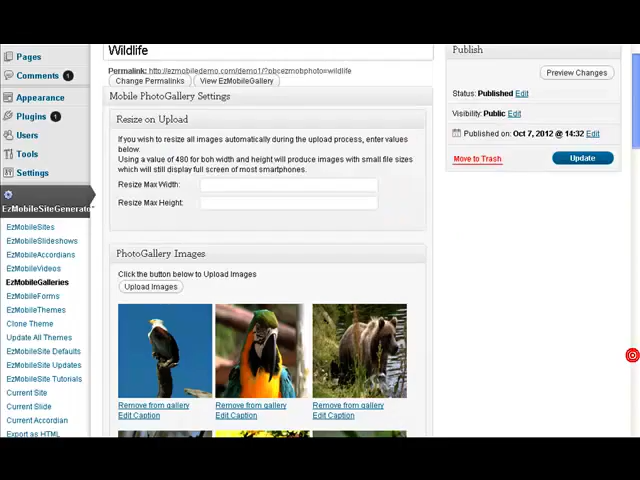 Wildlife
Permalink: http://ezmobiledemo.com/demo1/?pbcezmobphoto=wildlife
Change Permalinks
View EzMobileGallery
Mobile PhotoGallery Settings
Resize on Upload
If you wish to resize all images automatically during the upload process, enter values
below.
Using a value of 480 for boh width and height will produce images with small file sizes
which will still display full screen of most smartphones.
Resize Max Width:
Resize Max Height:
PhotoGallery Images
Click the button below to Upload Images
Upload Images
Remove from gallery
Edit Caption
Remove from gallery
Edit Caption
Remove from gallery
Edit Caption
Publish
Preview Changes
Status: Published Edit
Visibility: Public Edit
Published on: Oct 7, 2012 @ 14:32 Edit
Move to Trash
Update
Pages
Comments 1
Appearance
Plugins 1
Users
Tools
Settings
EzMobileSiteGenerator
EzMobileSites
EzMobileSlideshows
EzMobileAccordians
EzMobileVideos
EzMobileGalleries
EzMobileForms
EzMobileThemes
Clone Theme
Update All Themes
EzMobileSite Defaults
EzMobileSite Updates
EzMobileSite Tutorials
Current Site
Current Slide
Current Accordian
Export as HTML